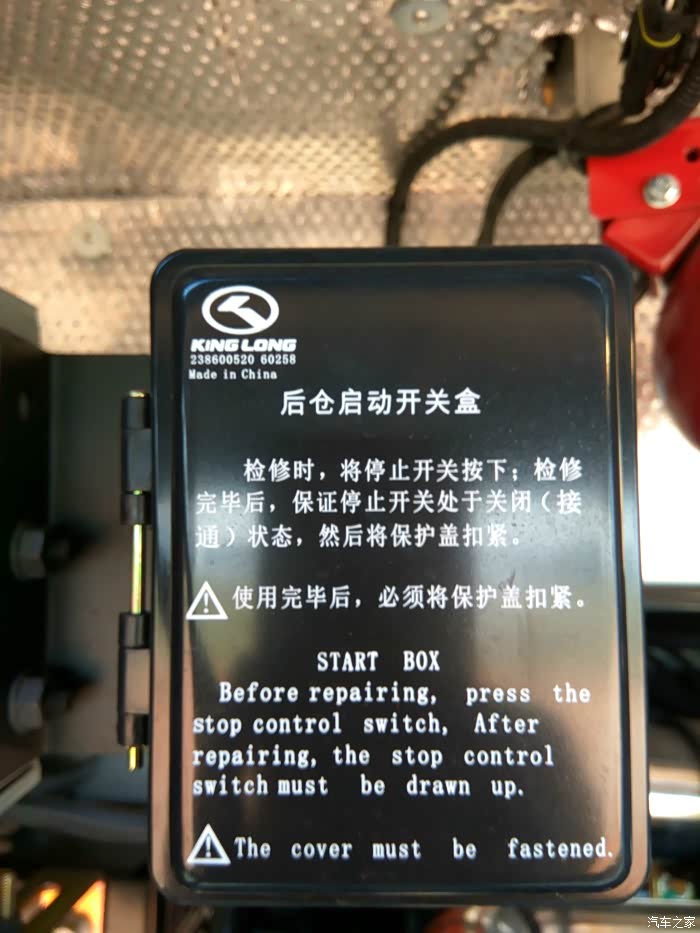 KING LONG
238600520 60258
Made in China
后仓启动开关盒
检修时，将停止开关按下；检修
完毕后，保证停止开关处于关闭（接
通）状态，然后将保护盖扣紧。
使用完毕后，必须将保护盖扣紧。
START BOX
Before repairing, press the
stop control switch, After
repairing, the stop control
switch must be drawn up.
The cover must be fastened.
汽车之家